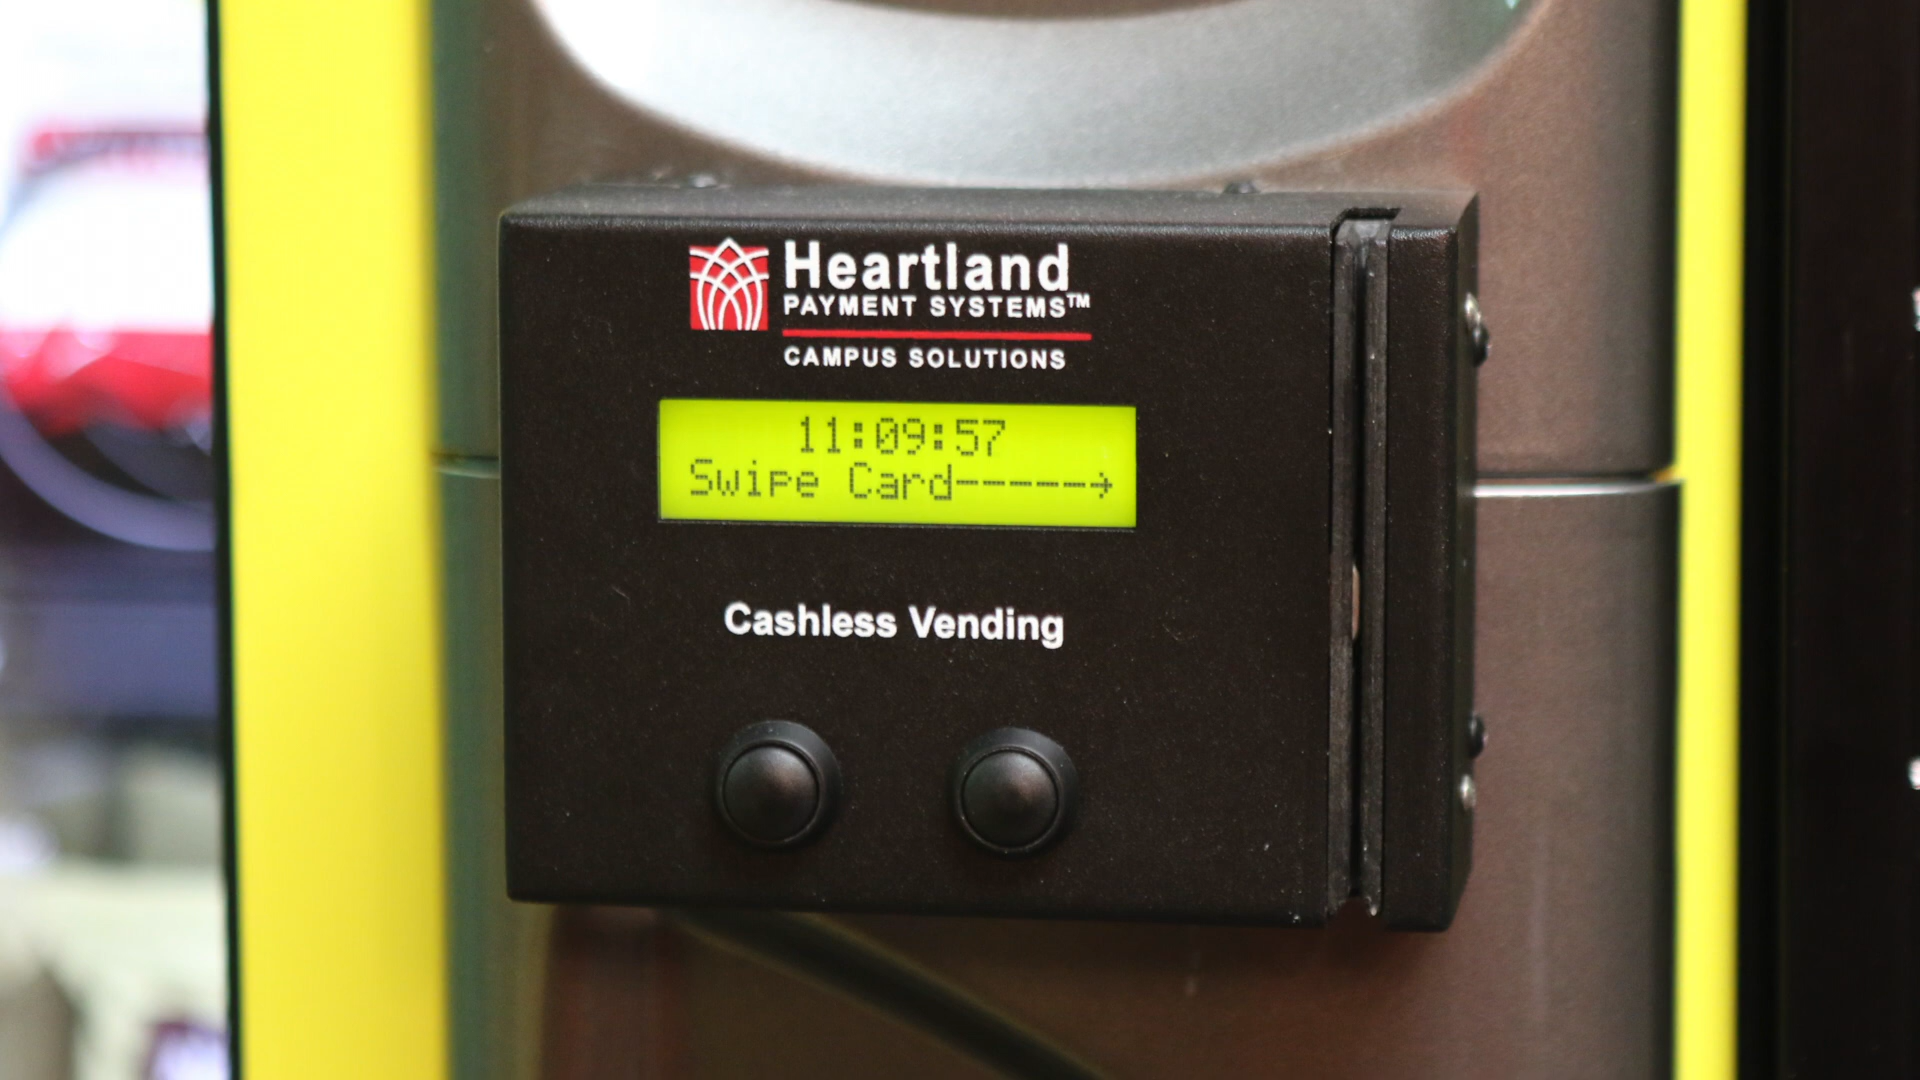 Heartland
PAYMENT SYSTEMS™
CAMPUS SOLUTIONS
11:09:57
Swipe Card------→
Cashless Vending